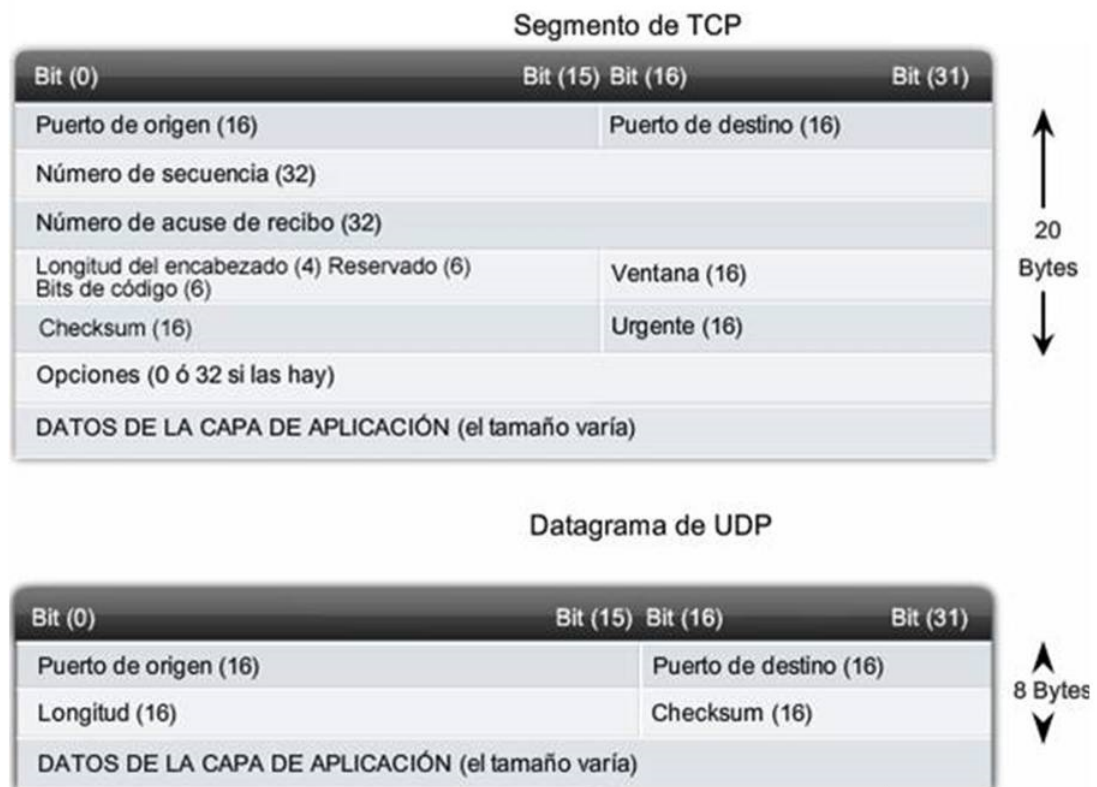 Segmento de TCP
Bit (0) Bit (15) Bit (16) Bit (31)
Puerto de origen (16) Puerto de destino (16)
Número de secuencia (32)
Número de acuse de recibo (32)
Longitud del encabezado (4) Reservado (6)
Bits de código (6)
Ventana (16)
Checksum (16) Urgente (16)
Opciones (0 ó 32 si las hay)
DATOS DE LA CAPA DE APLICACIÓN (el tamaño varía)
20
Bytes
Datagrama de UDP
Bit (0) Bit (15) Bit (16) Bit (31)
Puerto de origen (16) Puerto de destino (16)
Longitud (16) Checksum (16)
DATOS DE LA CAPA DE APLICACIÓN (el tamaño varía)
8 Bytes